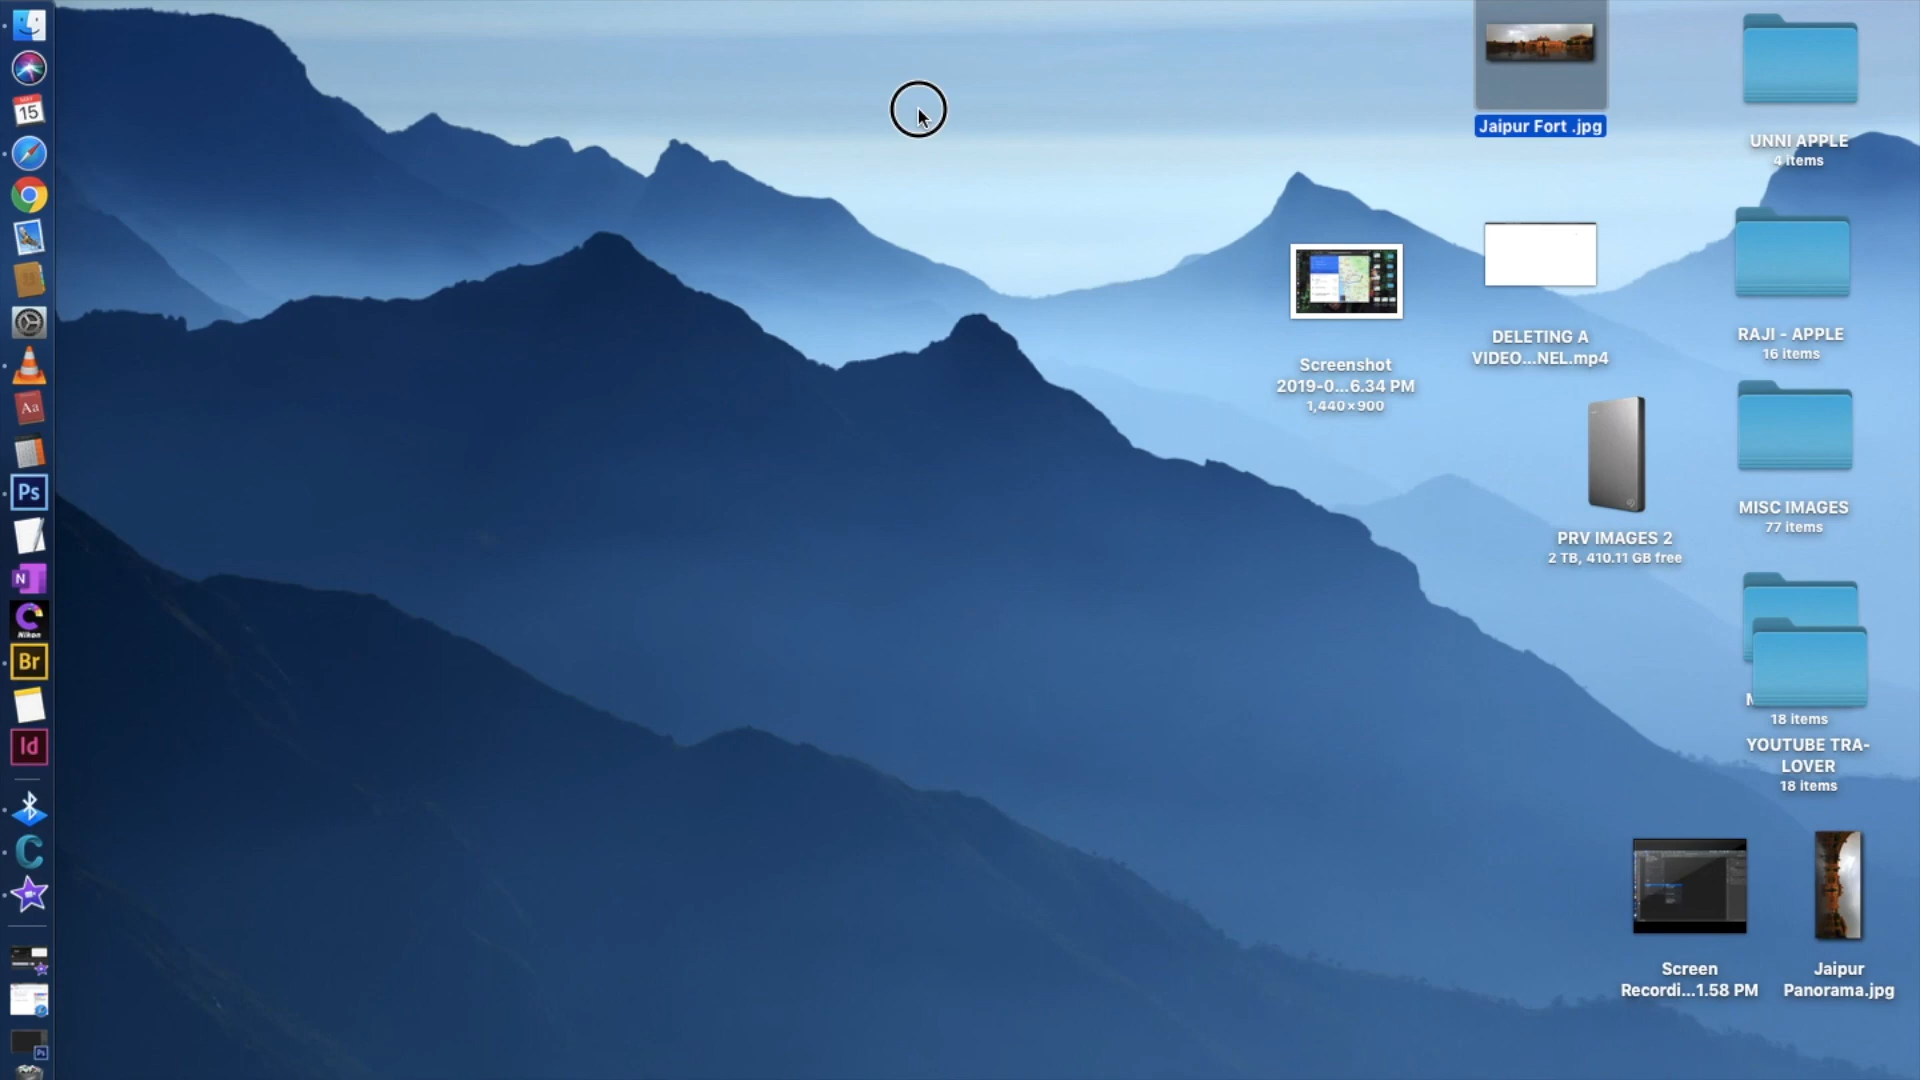 MAY
15
Aa
Ps
N
Nikon
Br
Id
Ps
Jaipur Fort .jpg
UNNI APPLE
4 items
Screenshot
2019-0...6.34 PM
1,440×900
DELETING A
VIDEO...NEL.mp4
RAJI - APPLE
16 items
PRV IMAGES 2
2 TB, 410.11 GB free
MISC IMAGES
77 items
18 items
YOUTUBE TRA-
LOVER
18 items
Screen
Recordi...1.58 PM
Jaipur
Panorama.jpg